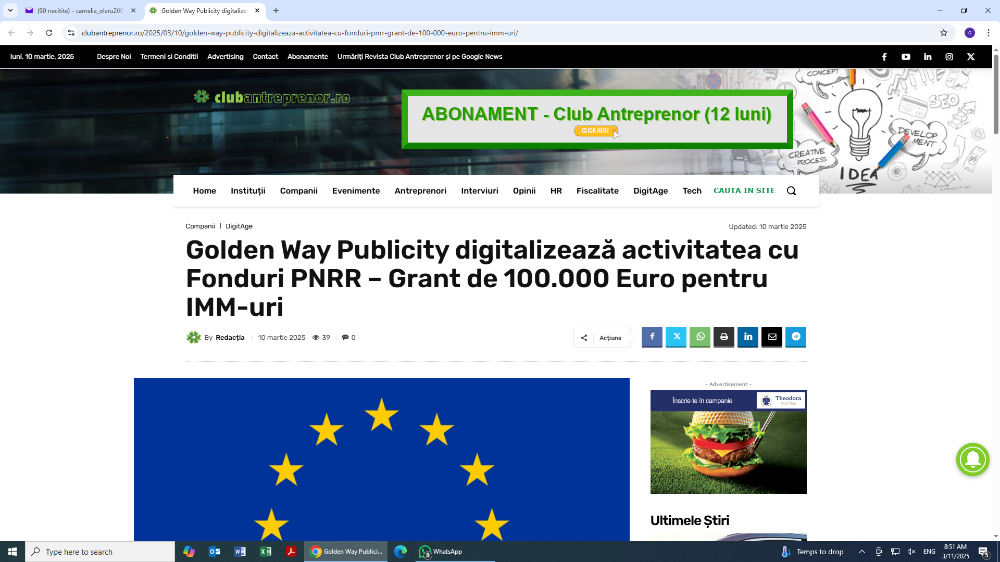 (90 necitite) - camelia_olaru200
Golden Way Publicity digitalizea
clubantreprenor.ro/2025/03/10/golden-way-publicity-digitalizeaza-activitatea-cu-fonduri-pnrr-grant-de-100-000-euro-pentru-imm-uri/
c
luni, 10 martie, 2025 Despre Noi Termeni si Conditii Advertising Contact Abonamente Urmăriți Revista Club Antreprenor și pe Google News
clubantreprenor.ro
ABONAMENT - Club Antreprenor (12 luni)
CLICK HERE
CONCEPT
SEO
DEVELOP
MENT
CREATIVE
PROCESS
IDEA
Home Instituții Companii Evenimente Antreprenori Interviuri Opinii HR Fiscalitate DigitAge Tech CAUTA IN SITE
Companii | DigitAge
Updated: 10 martie 2025
Golden Way Publicity digitalizează activitatea cu
Fonduri PNRR – Grant de 100.000 Euro pentru
IMM-uri
By Redacția 10 martie 2025 39 0
Acțiune
- Advertisement -
Înscrie-te în campanie
Theodora
Golf Club
Ultimele Știri
Type here to search
Golden Way Publici...
8
WhatsApp
Temps to drop
ENG
8:51 AM
3/11/2025
5